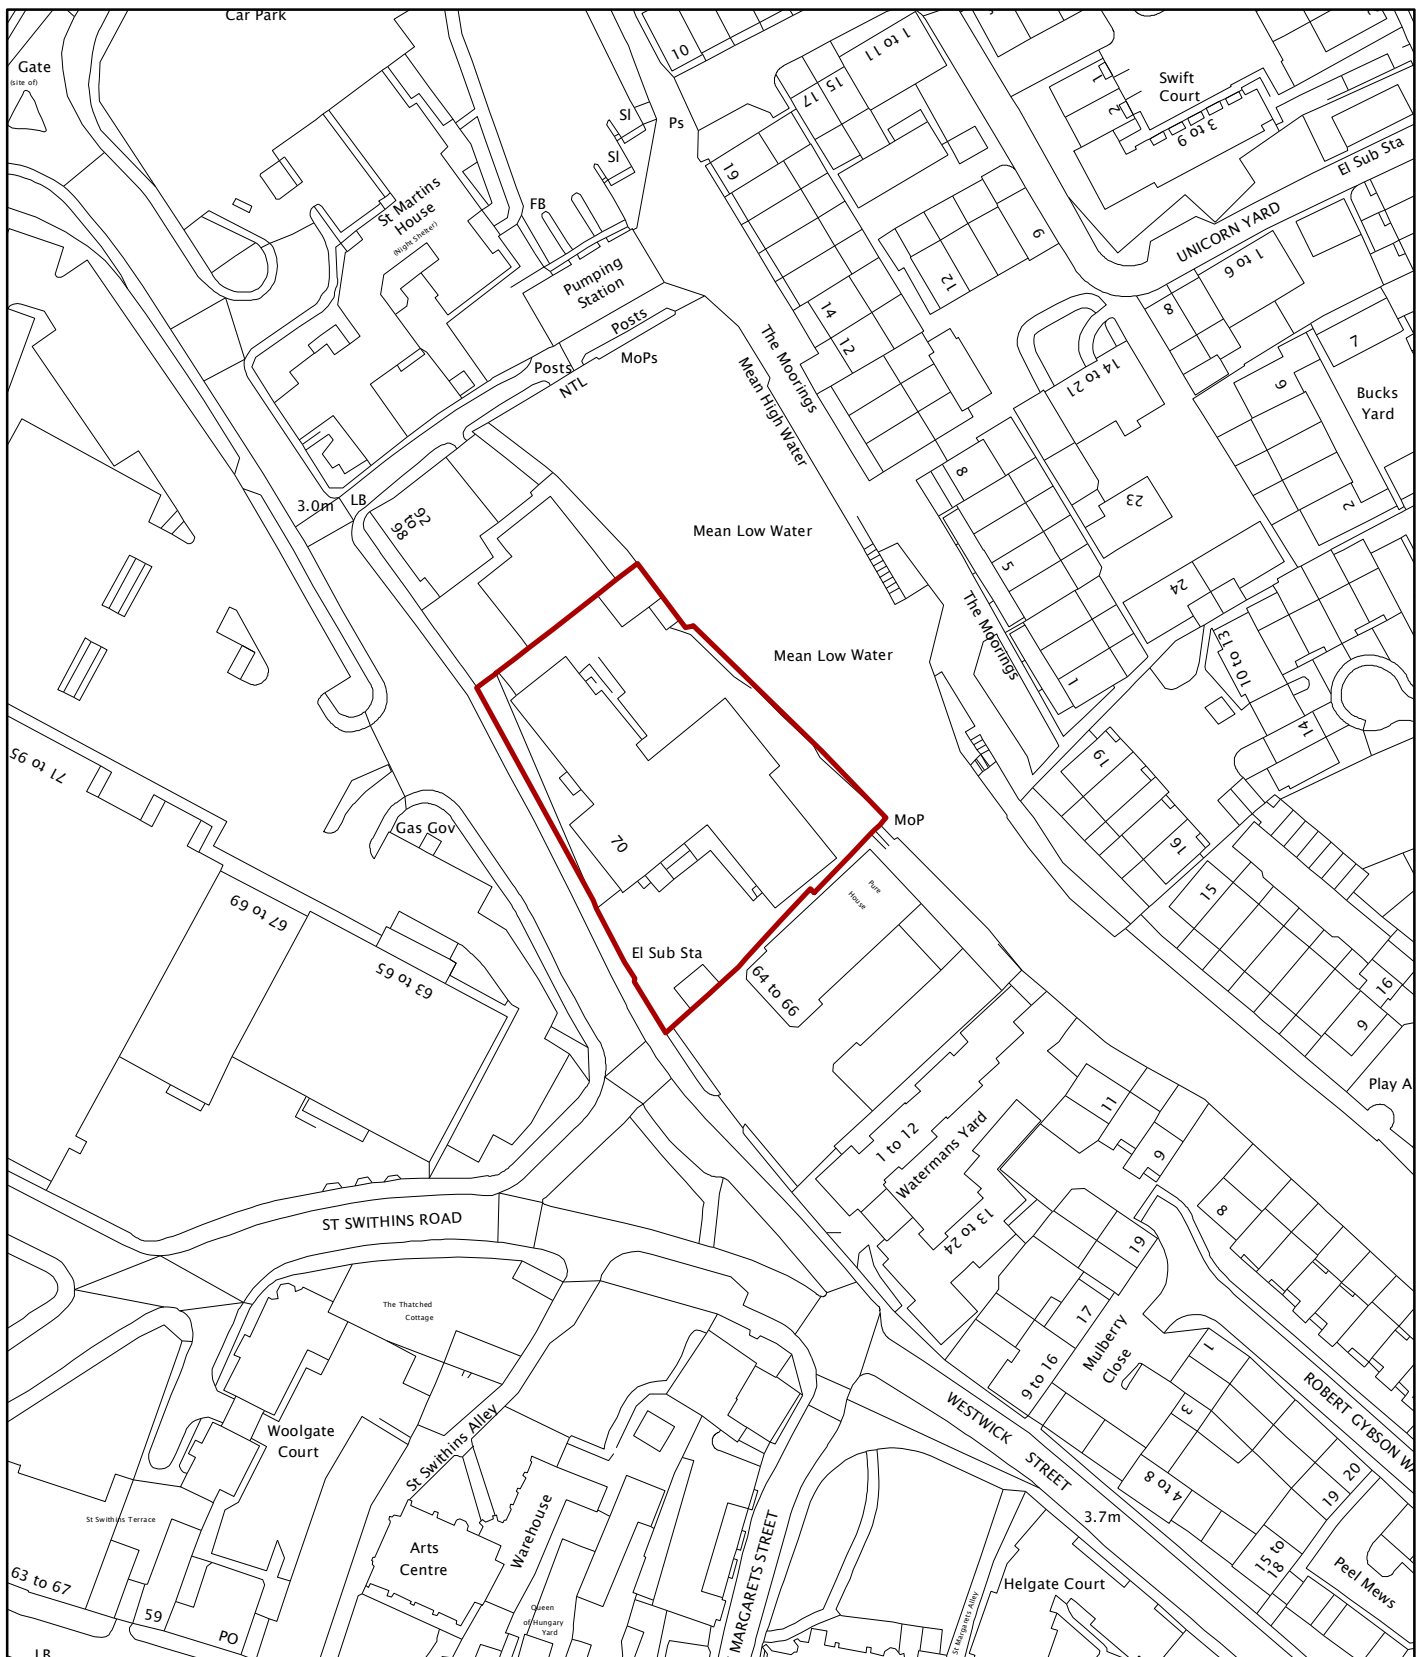 Car Park
Gate
(site of)
10
1 to 11
15
17
Swift
Court
1
2
3 to 9
El Sub Sta
Sl
Ps
Sl
19
St Martins
House
(Night Shelter)
FB
9
12
UNICORN YARD
1 to 6
Pumping
Station
8
Posts
14
12
The Moorings
7
MoPs
Posts
NTL
Mean High Water
14 to 21
9
Bucks
Yard
8
3.0m
LB
92
to
98
23
2
Mean Low Water
5
24
The Moorings
10 to 13
Mean Low Water
1
14
71 to 95
19
MoP
Gas Gov
70
16
Pure
House
15
67 to 69
El Sub Sta
63 to 65
64 to 66
16
9
Play A
11
1 to 12
9
Watermans Yard
8
ST SWITHINS ROAD
13 to 24
19
The Thatched
Cottage
17
Mulberry
Close
1
9 to 16
ROBERT GYBSON WA
WESTWICK
STREET
3
Woolgate
Court
St Swithins Alley
20
19
4 to 8
St Swithins Terrace
Warehouse
3.7m
Arts
Centre
15 to
18
Peel Mews
63 to 67
Helgate Court
59
Queen
of Hungary
Yard
MARGARETS STREET
St Margarets Alley
PO
LB